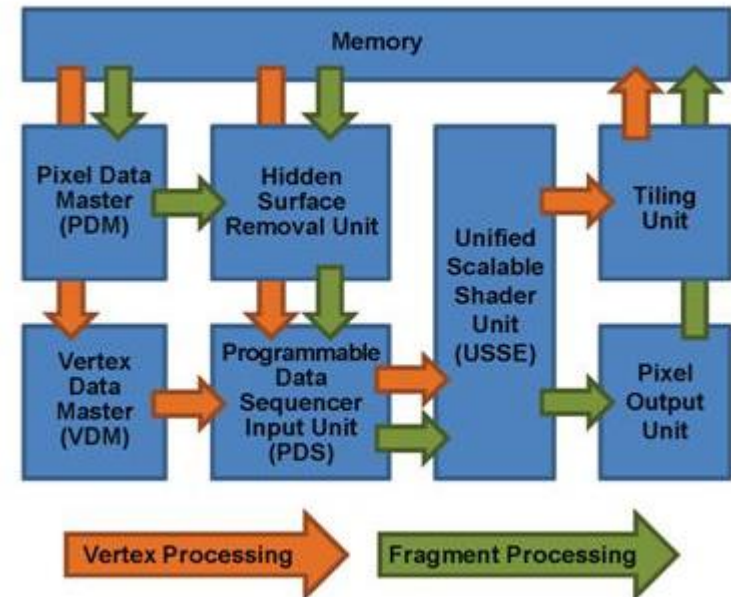 Memory
Pixel Data
Master
(PDM)
Hidden
Surface
Removal Unit
Unified
Scalable
Shader
Unit
(USSE)
Tiling
Unit
Vertex
Data
Master
(VDM)
Programmable
Data
Sequencer
Input Unit
(PDS)
Pixel
Output
Unit
Vertex Processing
Fragment Processing